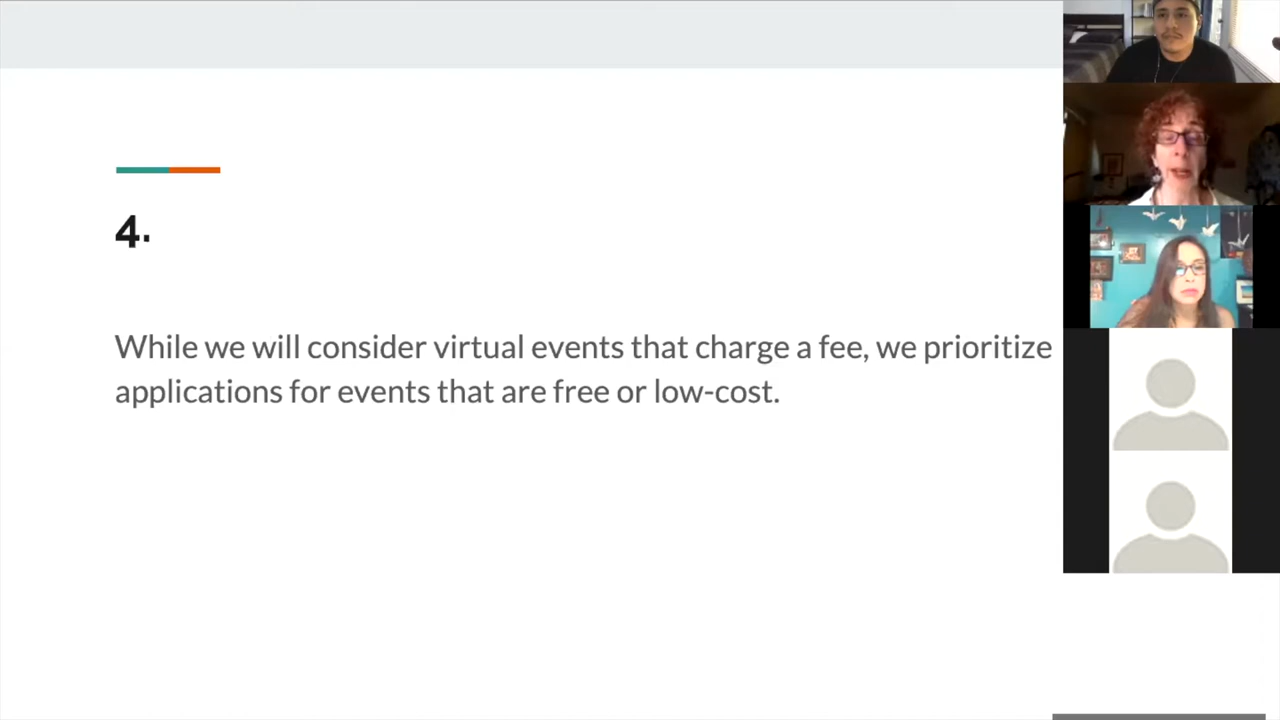 4.
While we will consider virtual events that charge a fee, we prioritize
applications for events that are free or low-cost.